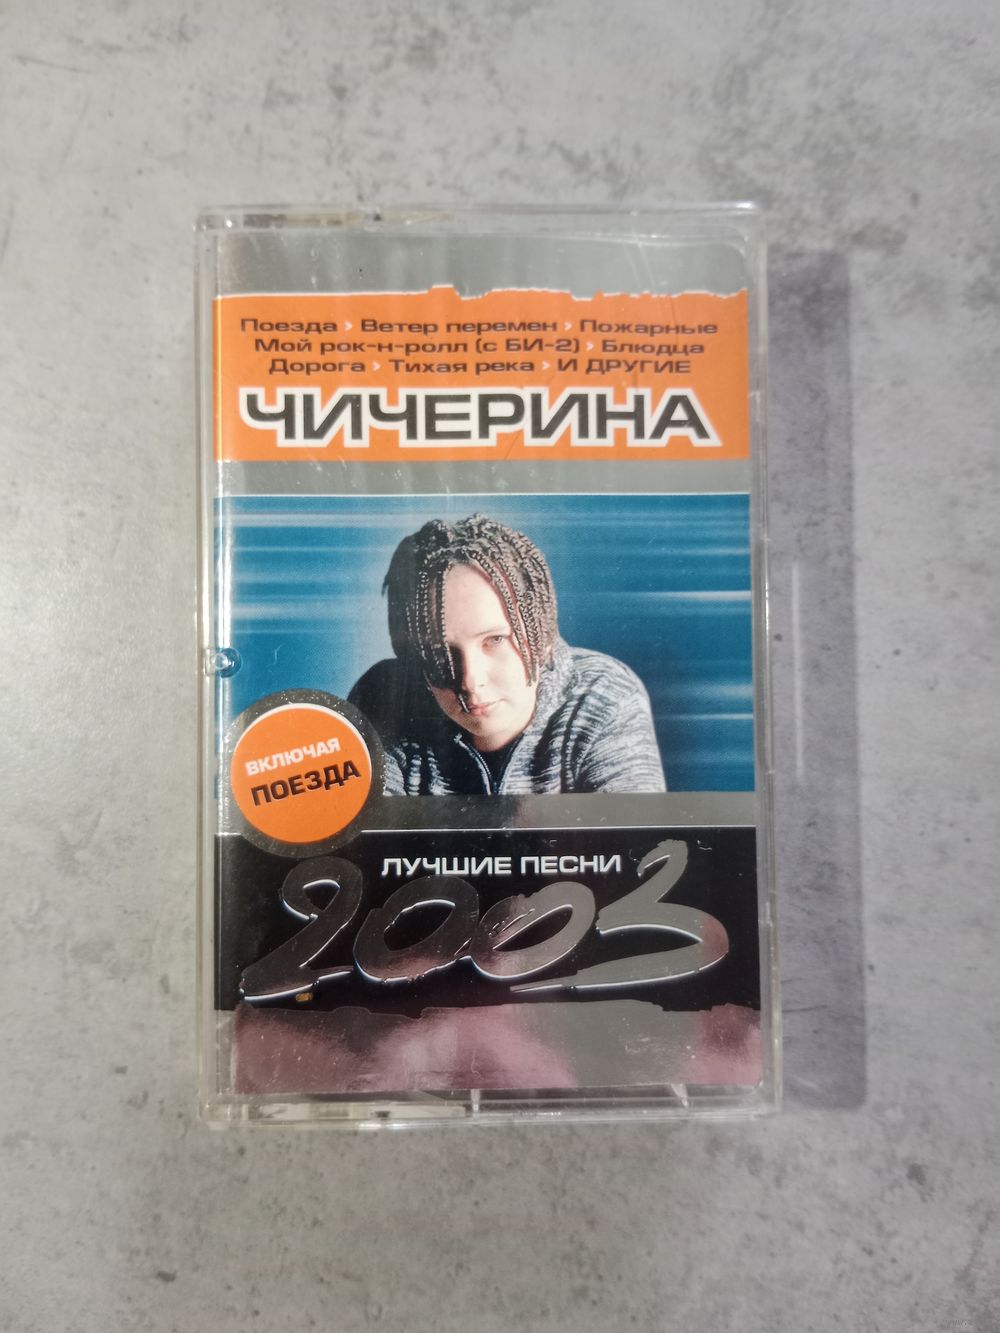 Поезда › Ветер перемен › Пожарные
Мой рок-н-ролл (с БИ-2) › Блюдца
Дорога › Тихая река › И ДРУГИЕ
ЧИЧЕРИНА
ВКЛЮЧАЯ
ПОЕЗДА
ЛУЧШИЕ ПЕСНИ
2003